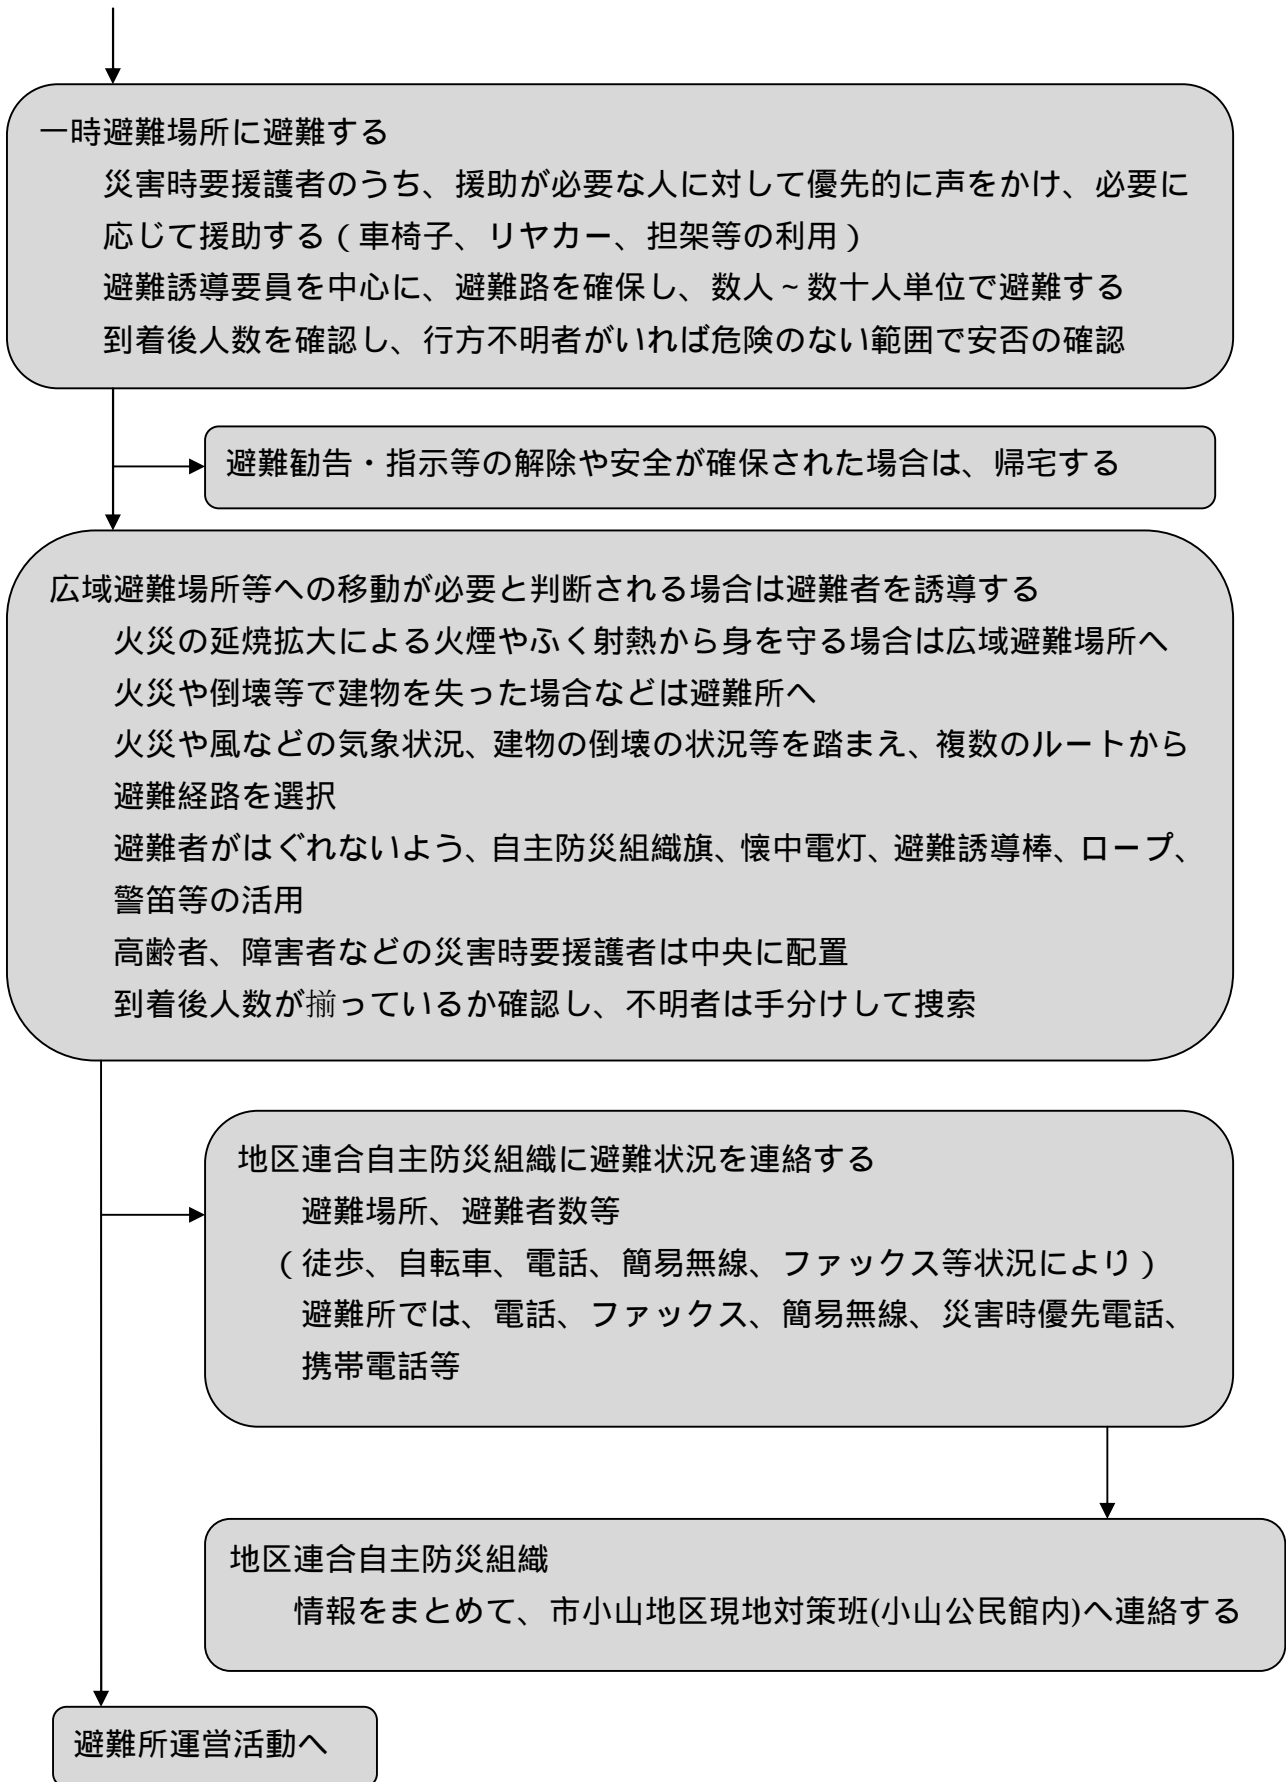 一時避難場所に避難する
災害時要援護者のうち、援助が必要な人に対して優先的に声をかけ、必要に
応じて援助する（車椅子、リヤカー、担架等の利用）
避難誘導要員を中心に、避難路を確保し、数人～数十人単位で避難する
到着後人数を確認し、行方不明者がいれば危険のない範囲で安否の確認
避難勧告・指示等の解除や安全が確保された場合は、帰宅する
広域避難場所等への移動が必要と判断される場合は避難者を誘導する
火災の延焼拡大による火煙やふく射熱から身を守る場合は広域避難場所へ
火災や倒壊等で建物を失った場合などは避難所へ
火災や風などの気象状況、建物の倒壊の状況等を踏まえ、複数のルートから
避難経路を選択
避難者がはぐれないよう、自主防災組織旗、懐中電灯、避難誘導棒、ロープ、
警笛等の活用
高齢者、障害者などの災害時要援護者は中央に配置
到着後人数が揃っているか確認し、不明者は手分けして捜索
地区連合自主防災組織に避難状況を連絡する
避難場所、避難者数等
（徒歩、自転車、電話、簡易無線、ファックス等状況により）
避難所では、電話、ファックス、簡易無線、災害時優先電話、
携帯電話等
地区連合自主防災組織
情報をまとめて、市小山地区現地対策班(小山公民館内)へ連絡する
避難所運営活動へ